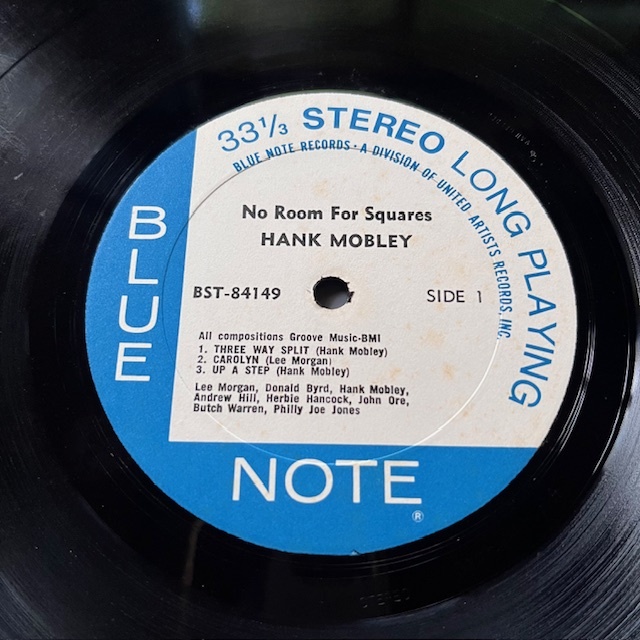 33 1/3 STEREO LONG PLAYING
BLUE NOTE RECORDS · A DIVISION OF UNITED ARTISTS RECORDS, INC.
No Room For Squares
HANK MOBLEY
BST-84149
SIDE 1
All compositions Groove Music-BMI
1. THREE WAY SPLIT (Hank Mobley)
2. CAROLYN (Lee Morgan)
3. UP A STEP (Hank Mobley)
Lee Morgan, Donald Byrd, Hank Mobley,
Andrew Hill, Herbie Hancock, John Ore,
Butch Warren, Philly Joe Jones
BLUE
NOTE
®
STEREO